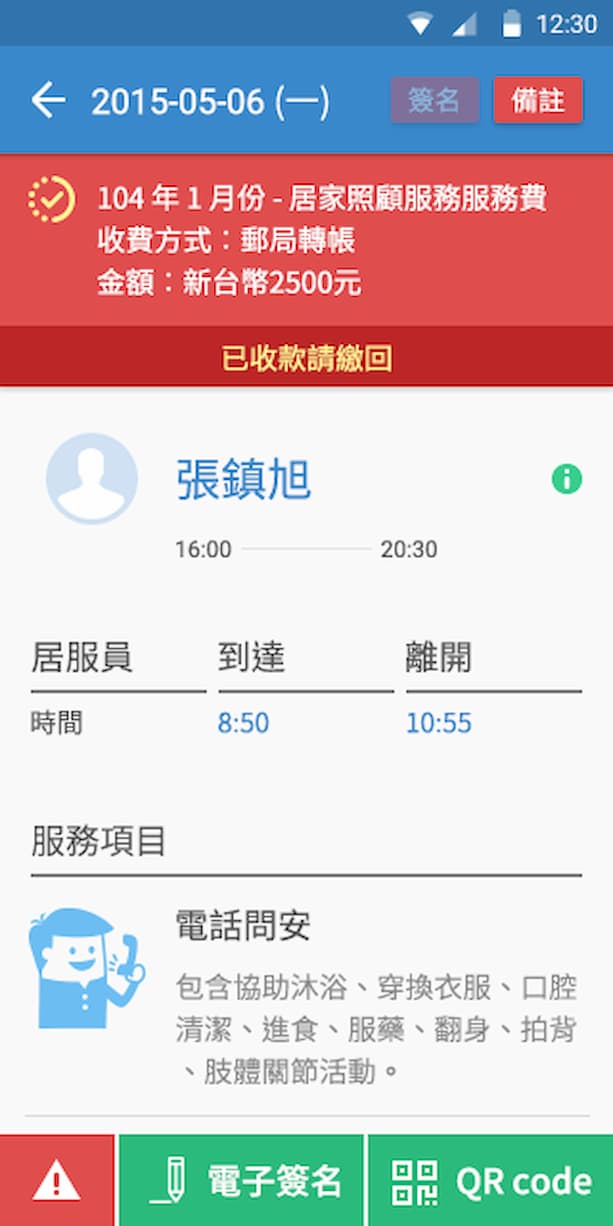 12:30
2015-05-06 (一)
簽名
備註
104 年 1 月份 - 居家照顧服務服務費
收費方式：郵局轉帳
金額：新台幣2500元
已收款請繳回
張鎮旭
16:00 20:30
居服員 到達 離開
時間 8:50 10:55
服務項目
電話問安
包含協助沐浴、穿換衣服、口腔
清潔、進食、服藥、翻身、拍背
、肢體關節活動。
電子簽名
QR code